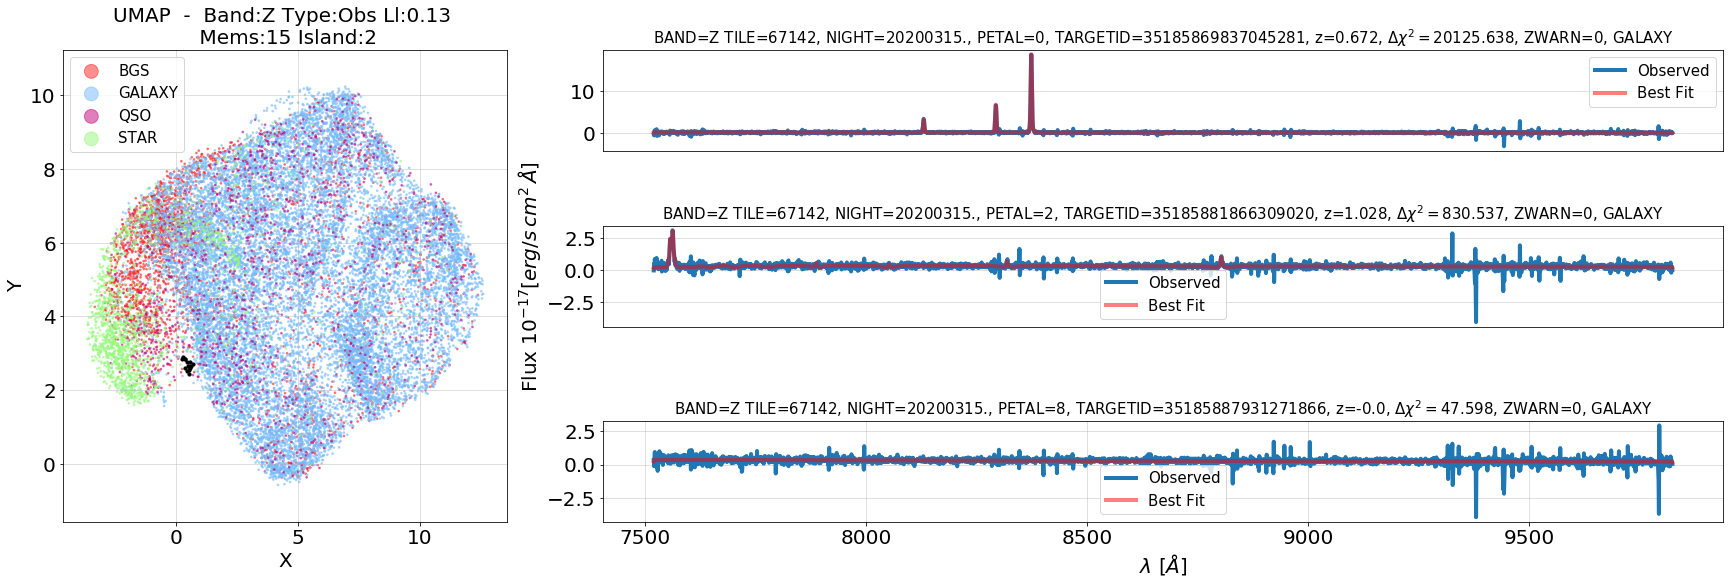 UMAP - Band:Z Type:Obs Ll:0.13
Mems:15 Island:2
BGS
GALAXY
QSO
STAR
10
8
6
4
2
0
Y
0
5
10
X
Flux 10⁻¹⁷[erg/s cm² Å]
BAND=Z TILE=67142, NIGHT=20200315., PETAL=0, TARGETID=35185869837045281, z=0.672, Δχ² = 20125.638, ZWARN=0, GALAXY
10
0
Observed
Best Fit
BAND=Z TILE=67142, NIGHT=20200315., PETAL=2, TARGETID=35185881866309020, z=1.028, Δχ² = 830.537, ZWARN=0, GALAXY
2.5
0.0
−2.5
Observed
Best Fit
BAND=Z TILE=67142, NIGHT=20200315., PETAL=8, TARGETID=35185887931271866, z=-0.0, Δχ² = 47.598, ZWARN=0, GALAXY
2.5
0.0
−2.5
Observed
Best Fit
7500
8000
8500
9000
9500
λ [Å]